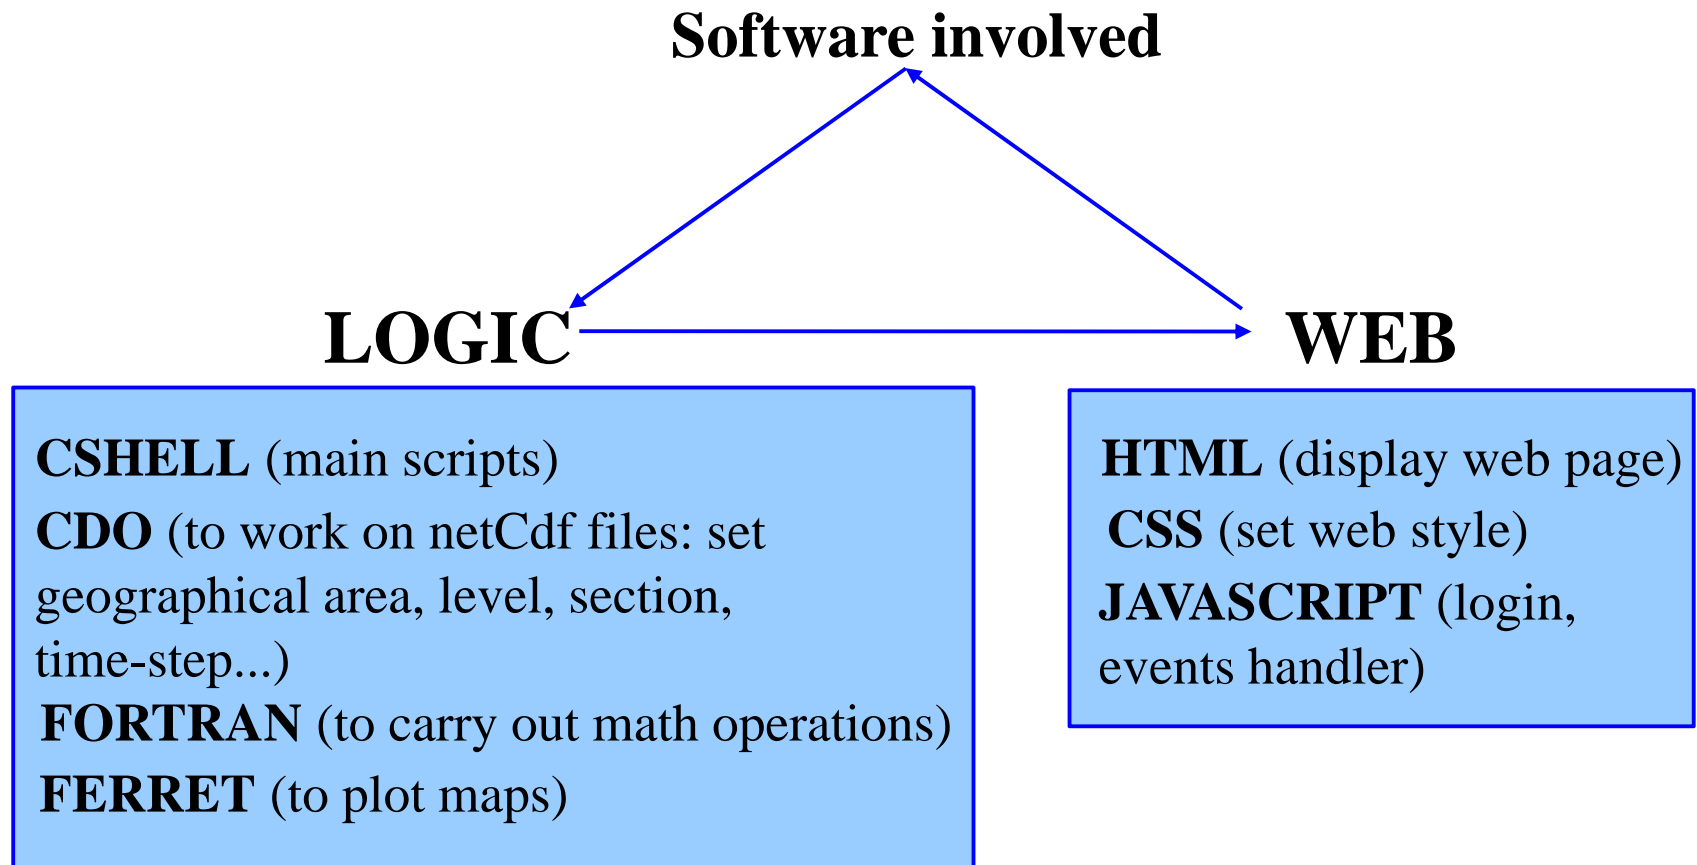 Software involved
LOGIC
WEB
CSHELL (main scripts)
CDO (to work on netCdf files: set
geographical area, level, section,
time-step...)
FORTRAN (to carry out math operations)
FERRET (to plot maps)
HTML (display web page)
CSS (set web style)
JAVASCRIPT (login,
events handler)